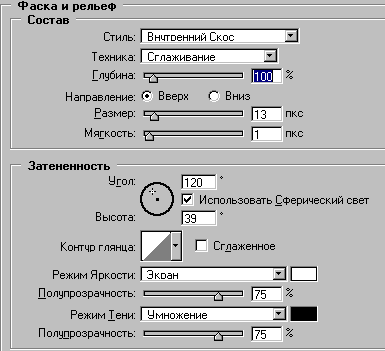 Фаска и рельеф
Состав
Стиль: Внутренний Скос
Техника: Сглаживание
Глубина: 100 %
Направление: Вверх Вниз
Размер: 13 пкс
Мягкость: 1 пкс
Затененность
Угол: 120 °
Использовать Сферический свет
Высота: 39 °
Контур глянца: Сглаженное
Режим Яркости: Экран
Полупрозрачность: 75 %
Режим Тени: Умножение
Полупрозрачность: 75 %